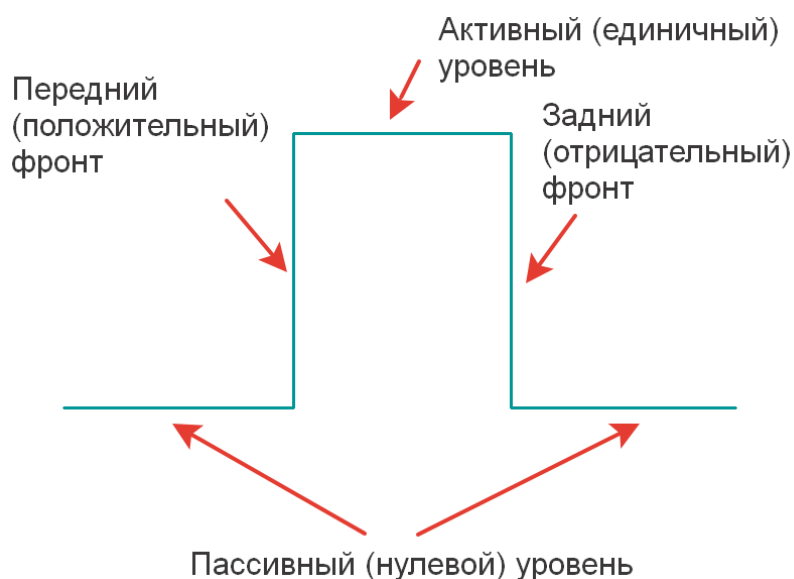 Активный (единичный)
уровень
Передний
(положительный)
фронт
Задний
(отрицательный)
фронт
Пассивный (нулевой) уровень